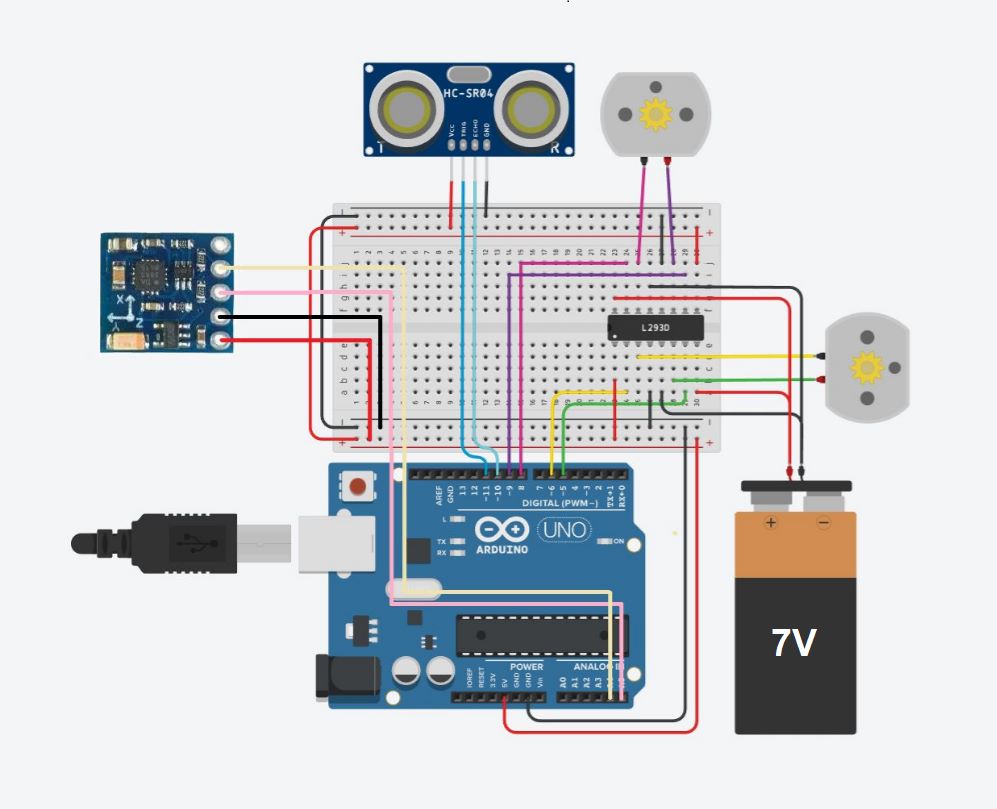 HC-SR04
T
R
VCC
TRIG
ECHO
GND
X
Y
Z
L293D
AREF
GND
13
12
~11
~10
~9
8
7
~6
~5
4
~3
2
TX→1
RX←0
DIGITAL (PWM~)
L
TX
RX
UNO
ON
ARDUINO
POWER
ANALOG IN
IOREF
RESET
3.3V
5V
GND
GND
Vin
A0
A1
A2
A3
+
−
7V